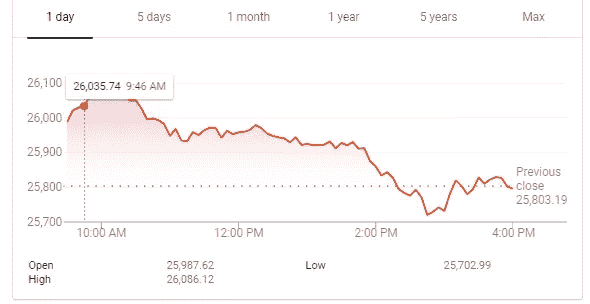 1 day 5 days 1 month 1 year 5 years Max
26,100
26,035.74 9:46 AM
26,000
25,900
25,800
25,700
Previous
close
25,803.19
10:00 AM 12:00 PM 2:00 PM 4:00 PM
Open 25,987.62 Low 25,702.99
High 26,086.12